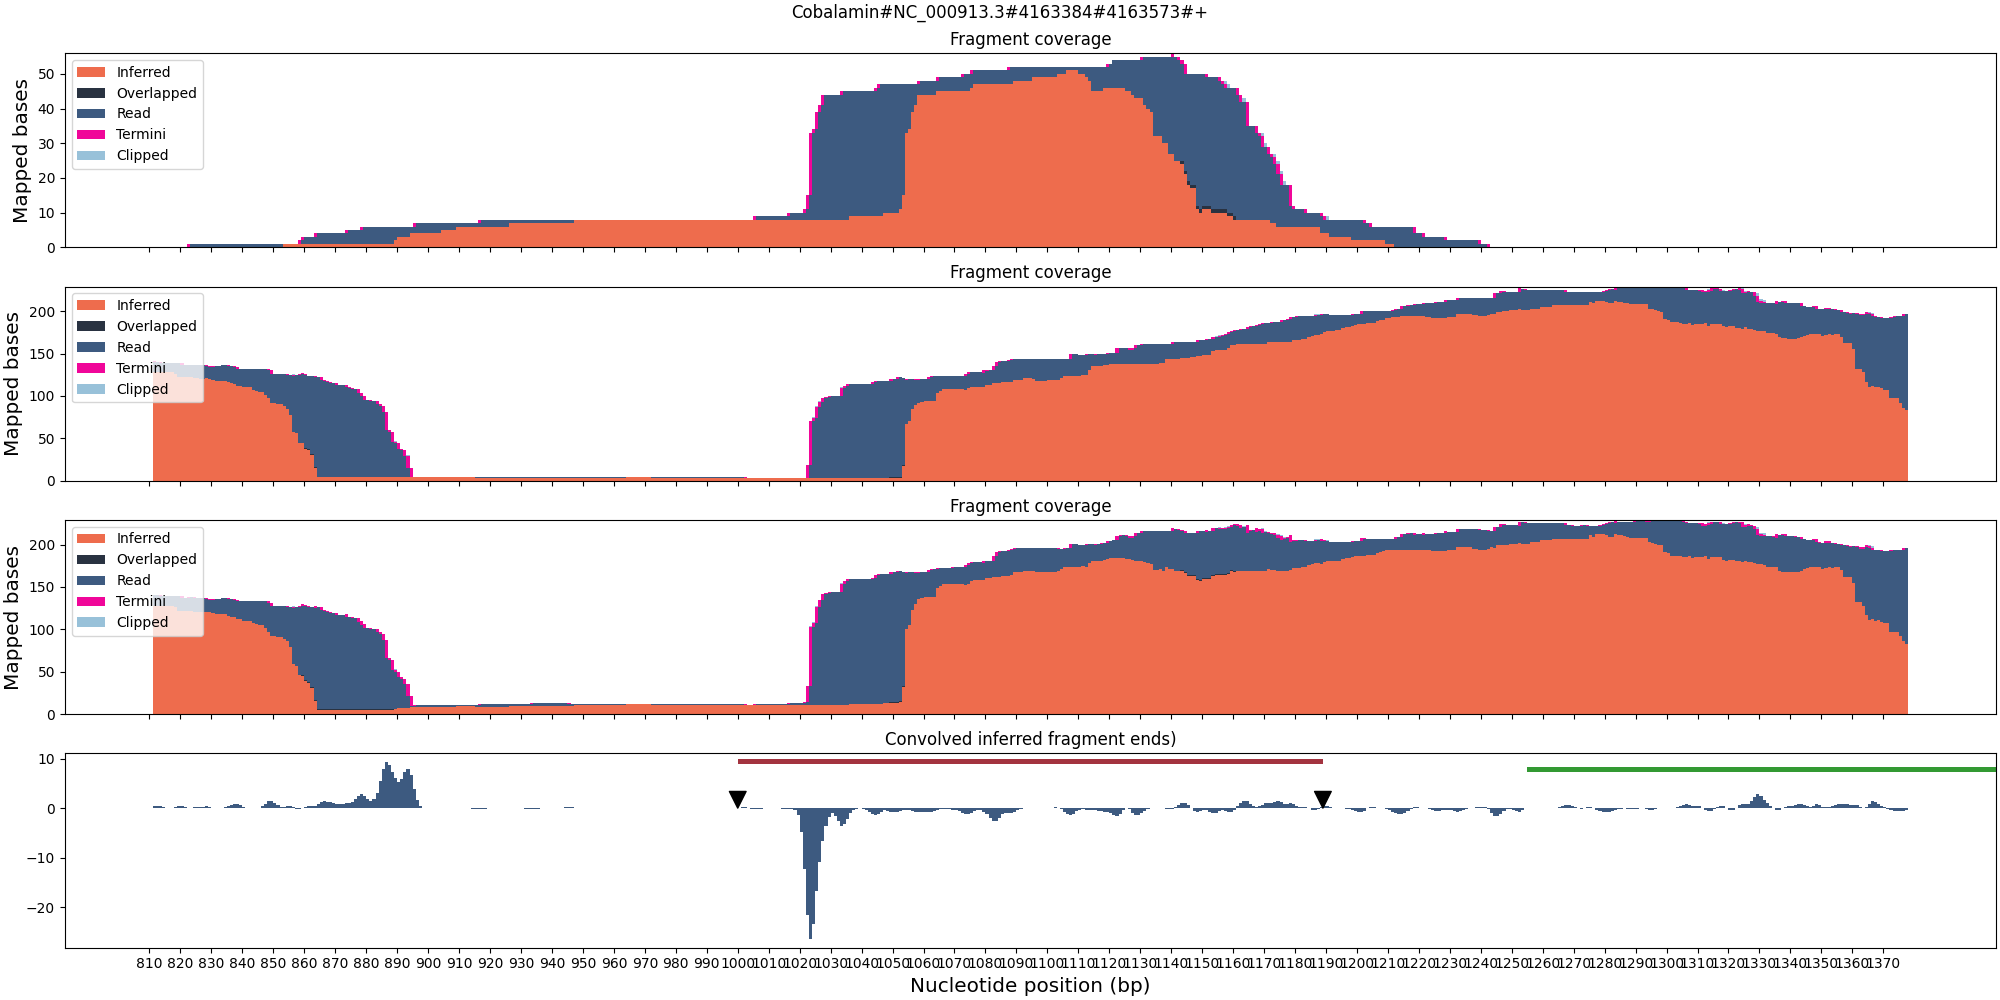 Cobalamin#NC_000913.3#4163384#4163573#+
Fragment coverage
Mapped bases
50
40
30
20
10
0
Inferred
Overlapped
Read
Termini
Clipped
Fragment coverage
Mapped bases
200
150
100
50
0
Inferred
Overlapped
Read
Termini
Clipped
Fragment coverage
Mapped bases
200
150
100
50
0
Inferred
Overlapped
Read
Termini
Clipped
Convolved inferred fragment ends)
10
0
−10
−20
810 820 830 840 850 860 870 880 890 900 910 920 930 940 950 960 970 980 990 1000 1010 1020 1030 1040 1050 1060 1070 1080 1090 1100 1110 1120 1130 1140 1150 1160 1170 1180 1190 1200 1210 1220 1230 1240 1250 1260 1270 1280 1290 1300 1310 1320 1330 1340 1350 1360 1370
Nucleotide position (bp)